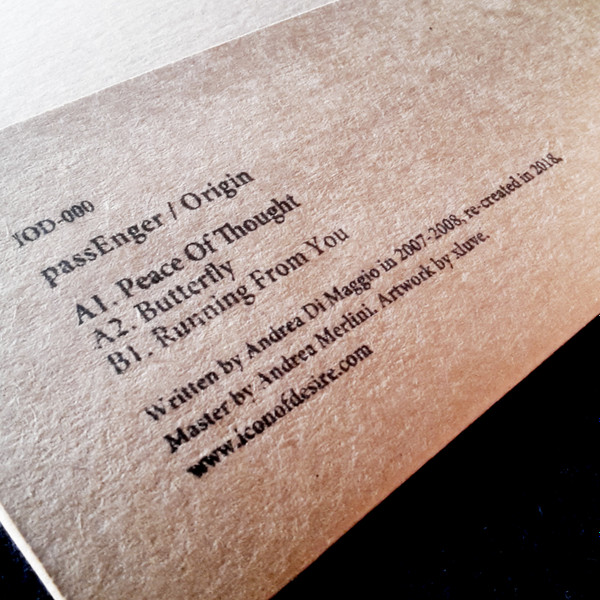 IOD-000
passEnger / Origin
A1. Peace Of Thought
A2. Butterfly
B1. Running From You
Written by Andrea Di Maggio in 2007-2008, re-created in 2018.
Master by Andrea Merlini. Artwork by xluve.
www.iconofdesire.com